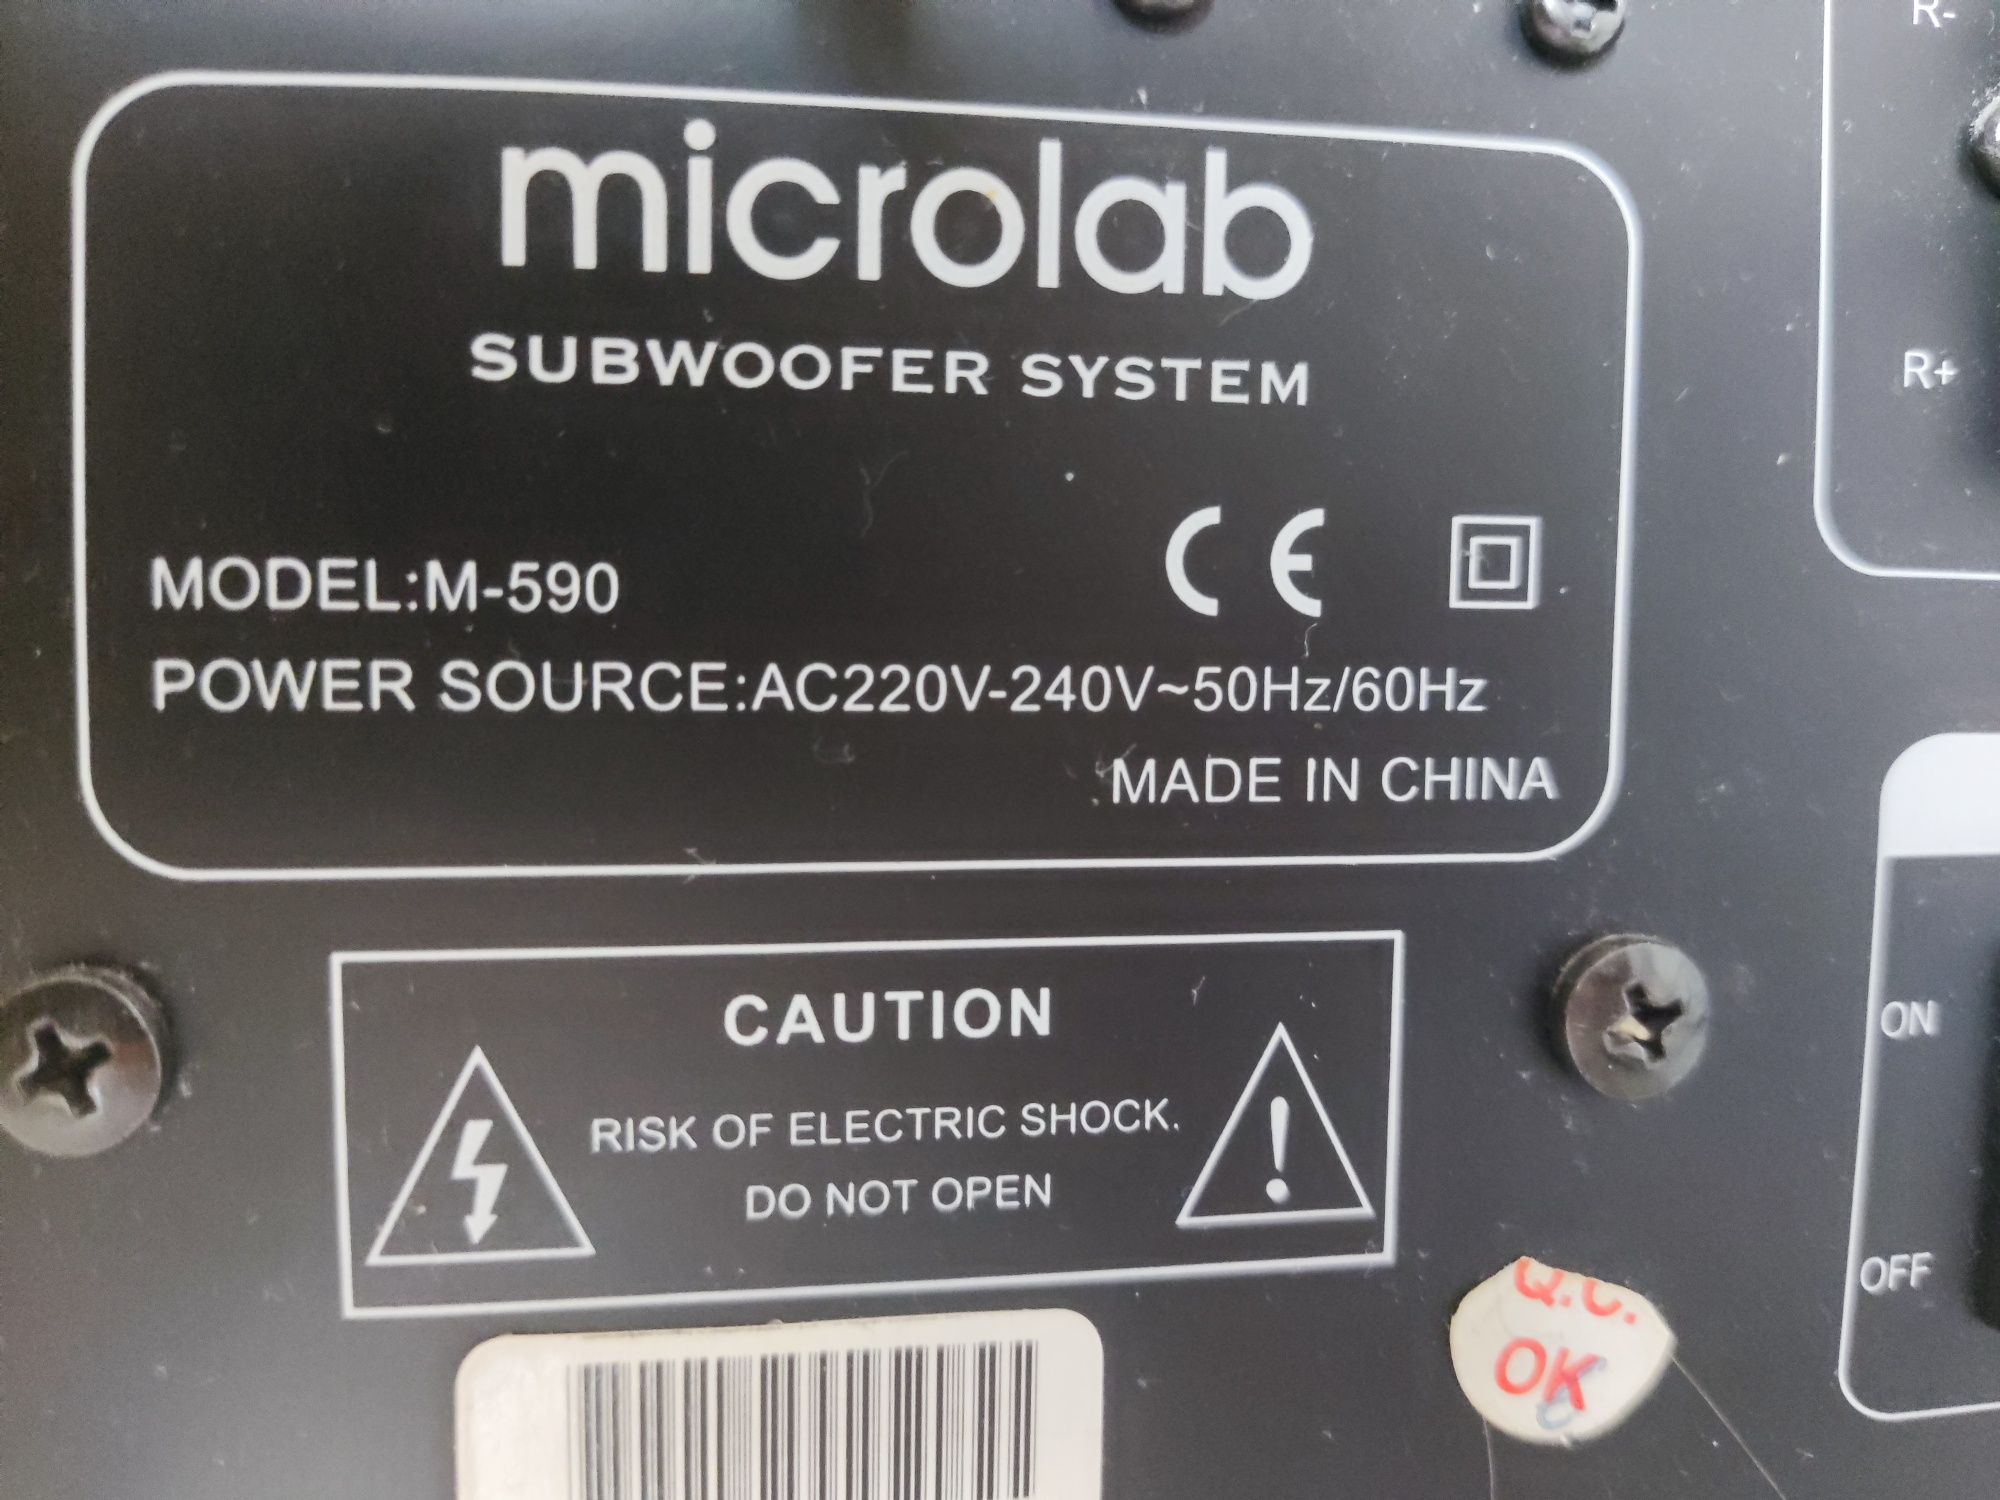 microlab
SUBWOOFER SYSTEM
CE
MODEL:M-590
POWER SOURCE:AC220V-240V~50Hz/60Hz
MADE IN CHINA
CAUTION
RISK OF ELECTRIC SHOCK.
DO NOT OPEN
Q.C.
OK
R-
R+
ON
OFF